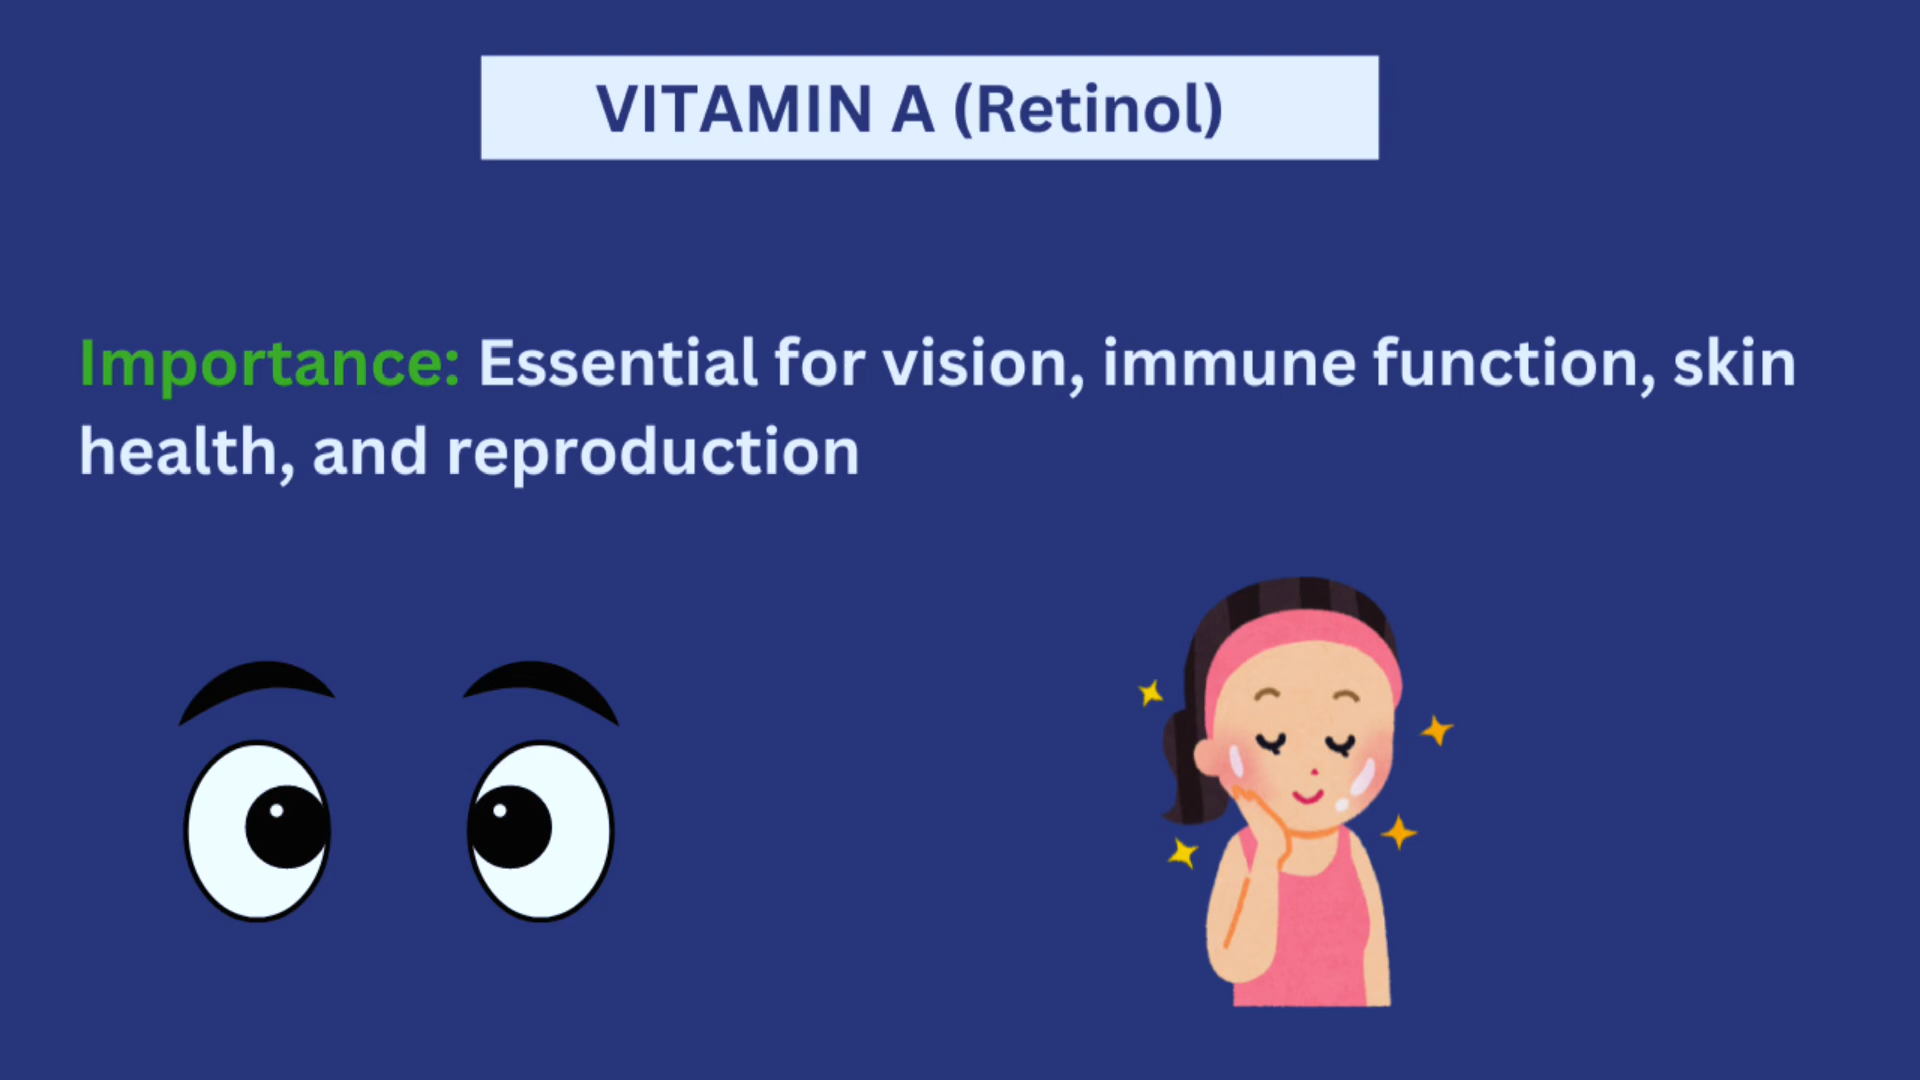 VITAMIN A (Retinol)
Importance: Essential for vision, immune function, skin
health, and reproduction